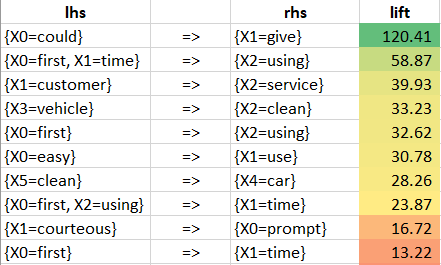 lhs rhs lift
{X0=could} => {X1=give} 120.41
{X0=first, X1=time} => {X2=using} 58.87
{X1=customer} => {X2=service} 39.93
{X3=vehicle} => {X2=clean} 33.23
{X0=first} => {X2=using} 32.62
{X0=easy} => {X1=use} 30.78
{X5=clean} => {X4=car} 28.26
{X0=first, X2=using} => {X1=time} 23.87
{X1=courteous} => {X0=prompt} 16.72
{X0=first} => {X1=time} 13.22